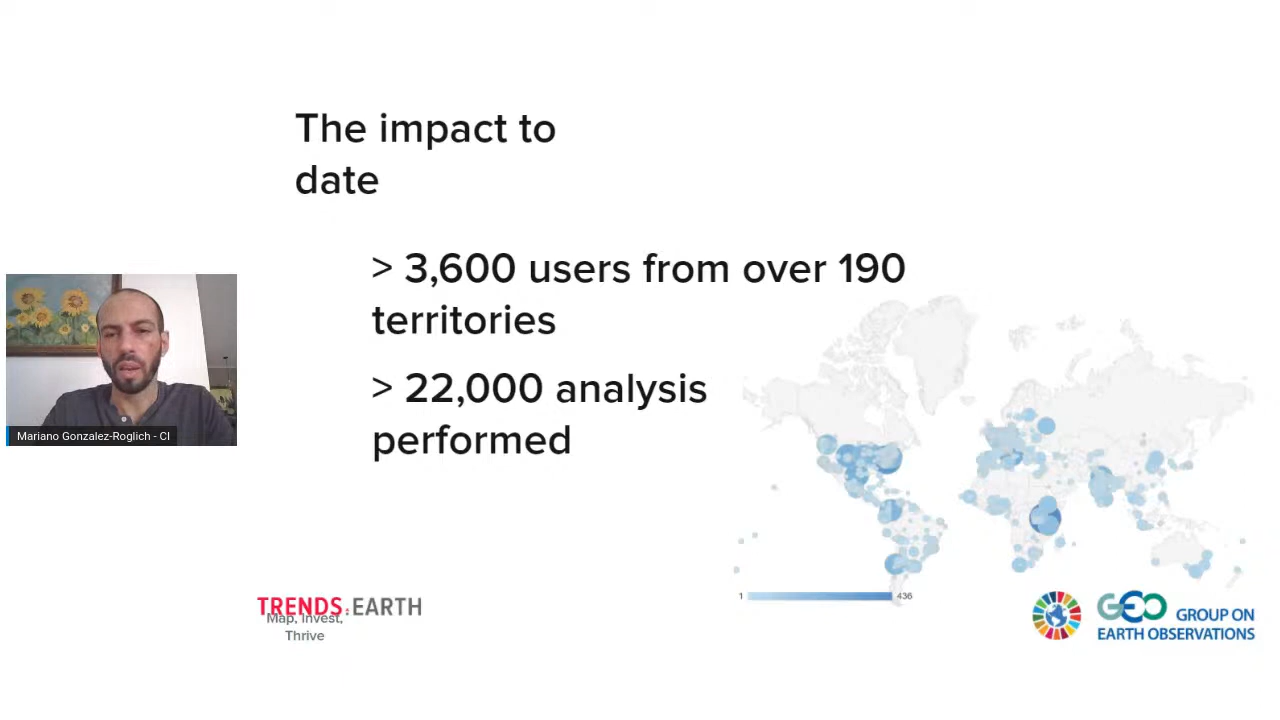 The impact to
date
> 3,600 users from over 190
territories
> 22,000 analysis
performed
Mariano Gonzalez-Roglich - CI
1
436
TRENDS.EARTH
Map, Invest,
Thrive
GEO GROUP ON
EARTH OBSERVATIONS